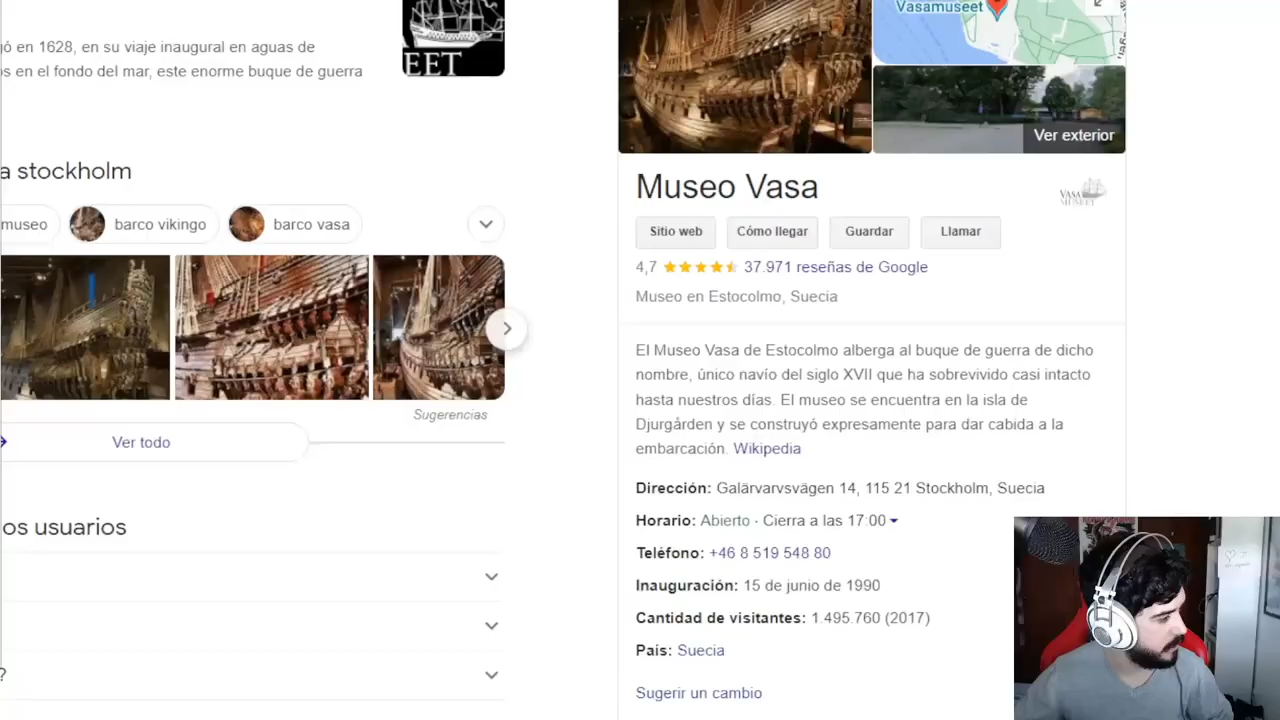 gó en 1628, en su viaje inaugural en aguas de
os en el fondo del mar, este enorme buque de guerra
EET
a stockholm
museo
barco vikingo
barco vasa
Sugerencias
Ver todo
os usuarios
?
Vasamuseet
Ver exterior
Museo Vasa
VASA
MUSEET
Sitio web
Cómo llegar
Guardar
Llamar
4,7
37.971 reseñas de Google
Museo en Estocolmo, Suecia
El Museo Vasa de Estocolmo alberga al buque de guerra de dicho
nombre, único navío del siglo XVII que ha sobrevivido casi intacto
hasta nuestros días. El museo se encuentra en la isla de
Djurgården y se construyó expresamente para dar cabida a la
embarcación. Wikipedia
Dirección: Galärvarvsvägen 14, 115 21 Stockholm, Suecia
Horario: Abierto · Cierra a las 17:00
Teléfono: +46 8 519 548 80
Inauguración: 15 de junio de 1990
Cantidad de visitantes: 1.495.760 (2017)
País: Suecia
Sugerir un cambio